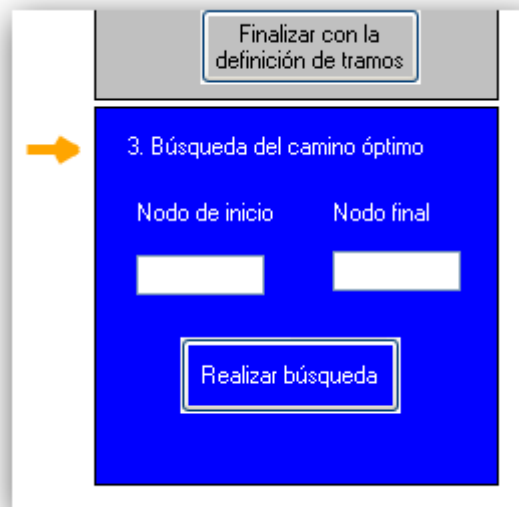 Finalizar con la
definición de tramos
3. Búsqueda del camino óptimo
Nodo de inicio Nodo final
Realizar búsqueda